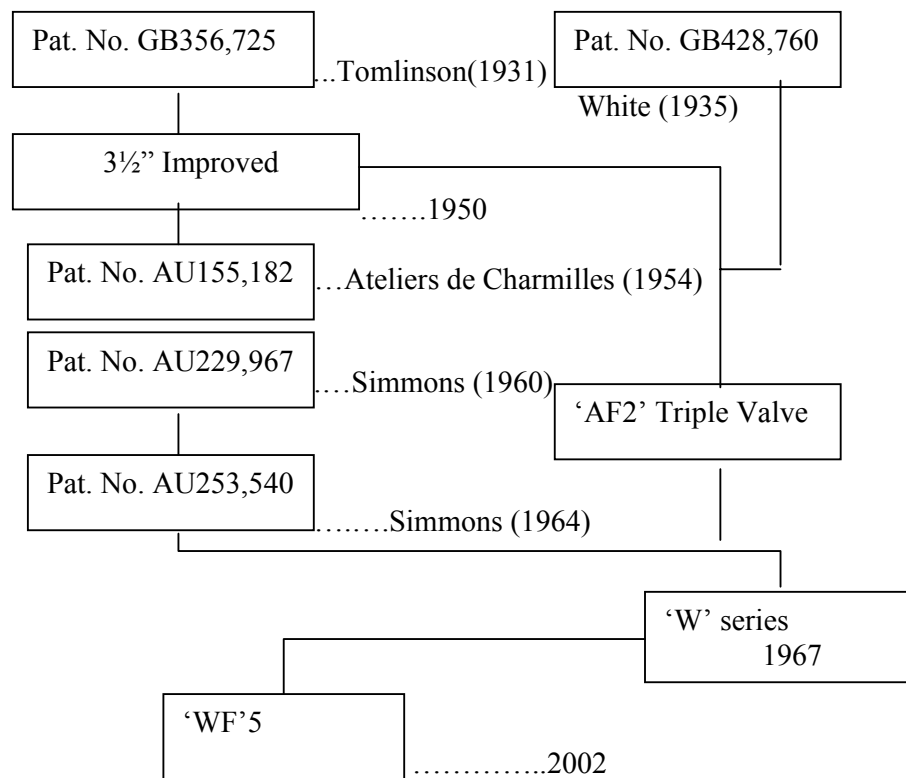 Pat. No. GB356,725
Pat. No. GB428,760
...Tomlinson(1931)
White (1935)
3½” Improved
…….1950
Pat. No. AU155,182
…Ateliers de Charmilles (1954)
Pat. No. AU229,967
….Simmons (1960)
‘AF2’ Triple Valve
Pat. No. AU253,540
…..….Simmons (1964)
‘W’ series
1967
‘WF’5
…………..2002